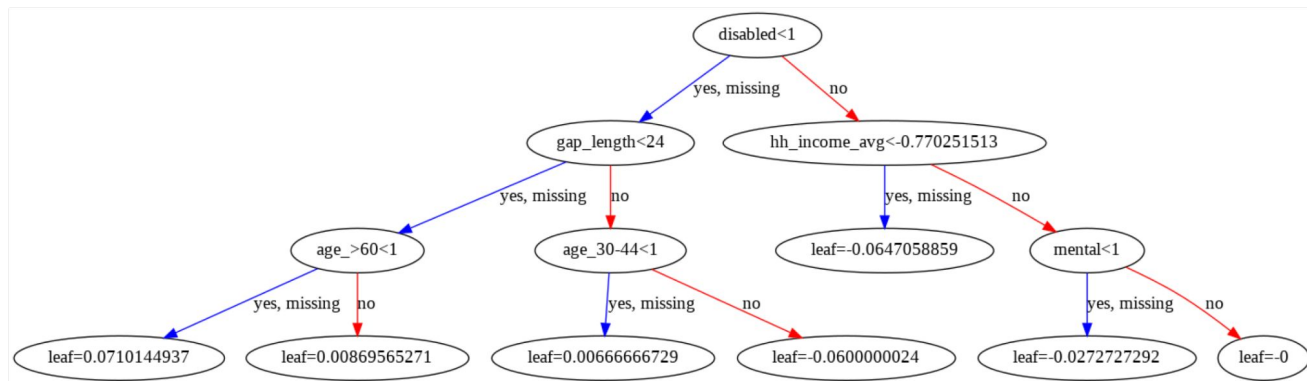 disabled<1
yes, missing
no
gap_length<24
hh_income_avg<-0.770251513
yes, missing
no
yes, missing
no
age_>60<1
age_30-44<1
leaf=-0.0647058859
mental<1
yes, missing
no
yes, missing
no
yes, missing
no
leaf=0.0710144937
leaf=0.00869565271
leaf=0.00666666729
leaf=-0.0600000024
leaf=-0.0272727292
leaf=-0